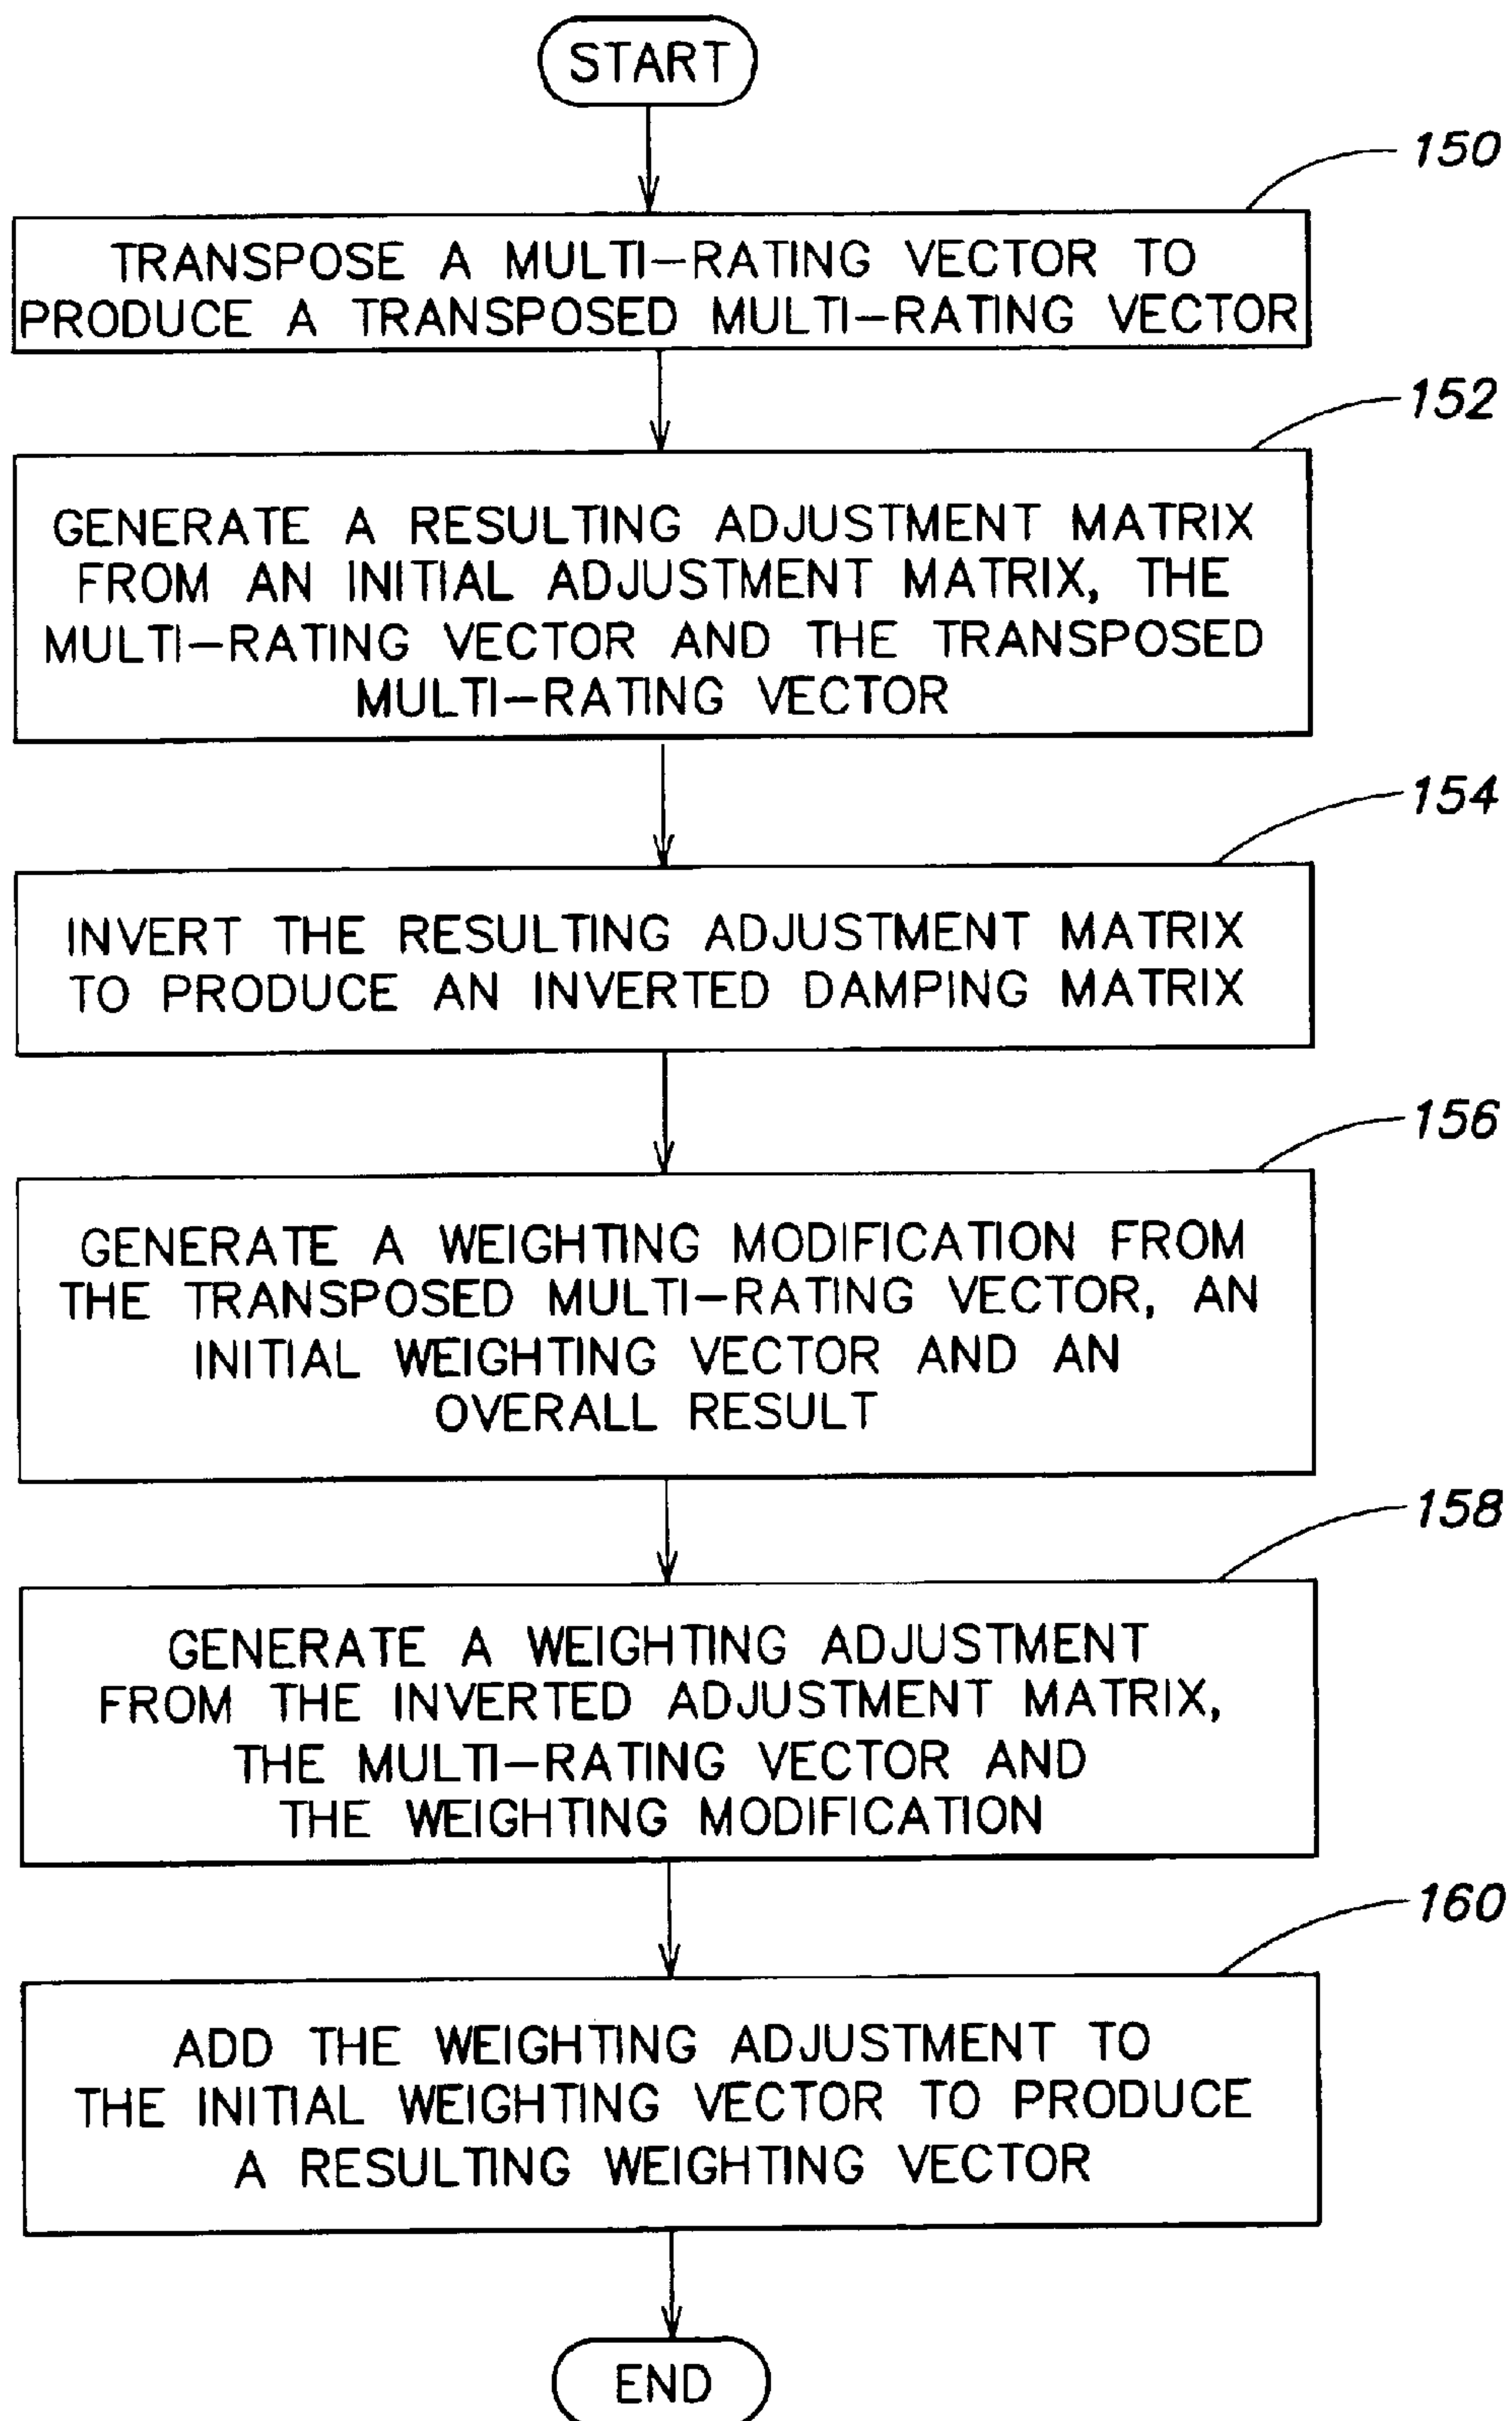 START
150
TRANSPOSE A MULTI-RATING VECTOR TO
PRODUCE A TRANSPOSED MULTI-RATING VECTOR
152
GENERATE A RESULTING ADJUSTMENT MATRIX
FROM AN INITIAL ADJUSTMENT MATRIX, THE
MULTI-RATING VECTOR AND THE TRANSPOSED
MULTI-RATING VECTOR
154
INVERT THE RESULTING ADJUSTMENT MATRIX
TO PRODUCE AN INVERTED DAMPING MATRIX
156
GENERATE A WEIGHTING MODIFICATION FROM
THE TRANSPOSED MULTI-RATING VECTOR, AN
INITIAL WEIGHTING VECTOR AND AN
OVERALL RESULT
158
GENERATE A WEIGHTING ADJUSTMENT
FROM THE INVERTED ADJUSTMENT MATRIX,
THE MULTI-RATING VECTOR AND
THE WEIGHTING MODIFICATION
160
ADD THE WEIGHTING ADJUSTMENT TO
THE INITIAL WEIGHTING VECTOR TO PRODUCE
A RESULTING WEIGHTING VECTOR
END